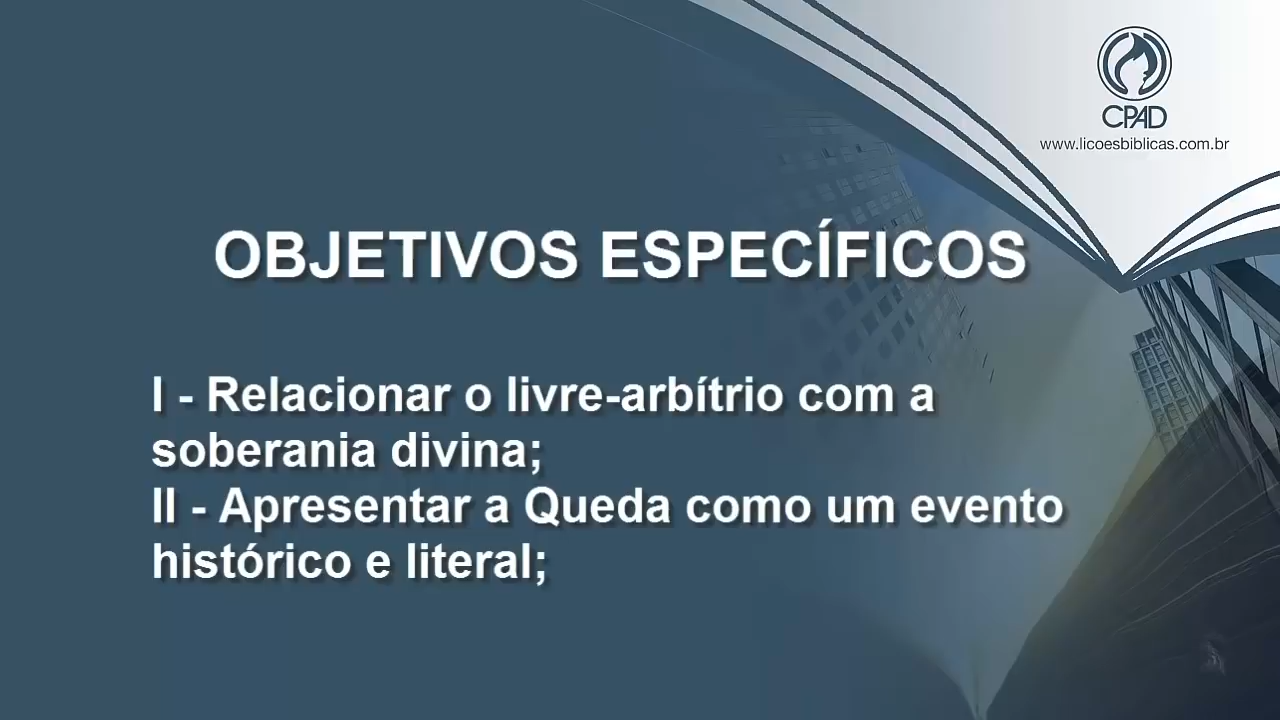 CPAD
www.licoesbiblicas.com.br
OBJETIVOS ESPECÍFICOS
I - Relacionar o livre-arbítrio com a
soberania divina;
II - Apresentar a Queda como um evento
histórico e literal;